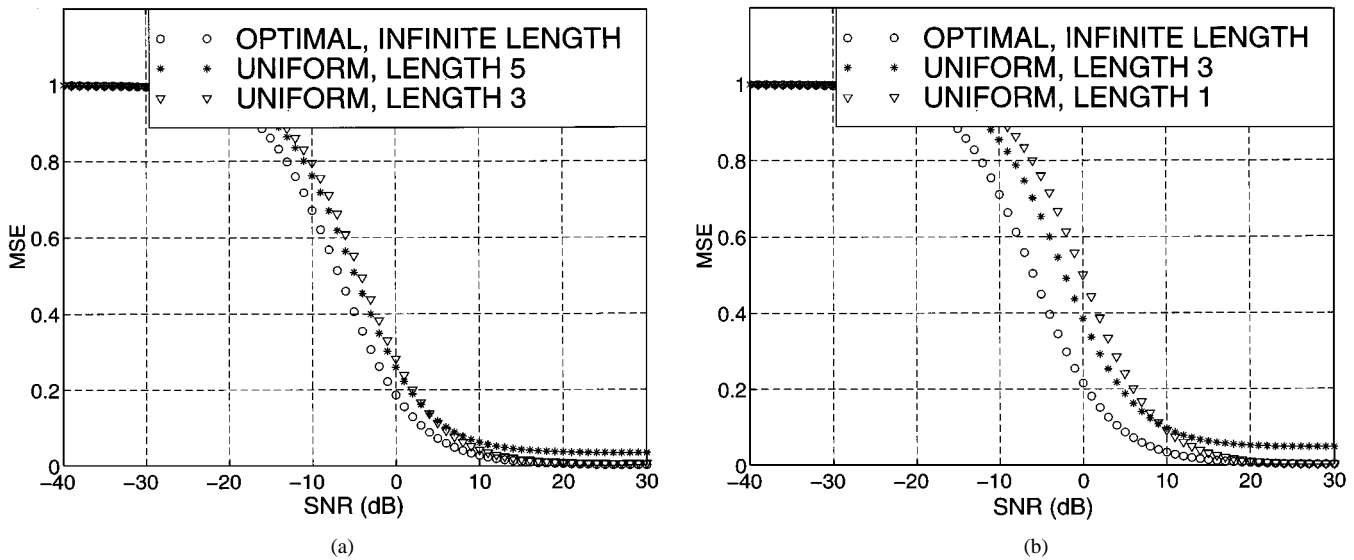 OPTIMAL, INFINITE LENGTH
UNIFORM, LENGTH 5
UNIFORM, LENGTH 3
1
0.8
0.6
0.4
0.2
0
MSE
−40
−30
−20
−10
0
10
20
30
SNR (dB)
(a)
OPTIMAL, INFINITE LENGTH
UNIFORM, LENGTH 3
UNIFORM, LENGTH 1
1
0.8
0.6
0.4
0.2
0
MSE
−40
−30
−20
−10
0
10
20
30
SNR (dB)
(b)